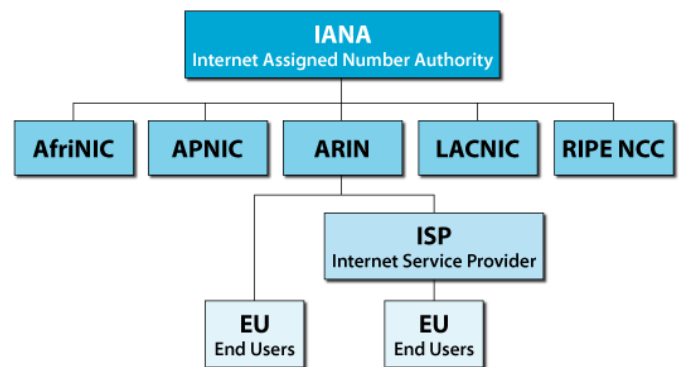 IANA
Internet Assigned Number Authority
AfriNIC
APNIC
ARIN
LACNIC
RIPE NCC
ISP
Internet Service Provider
EU
End Users
EU
End Users